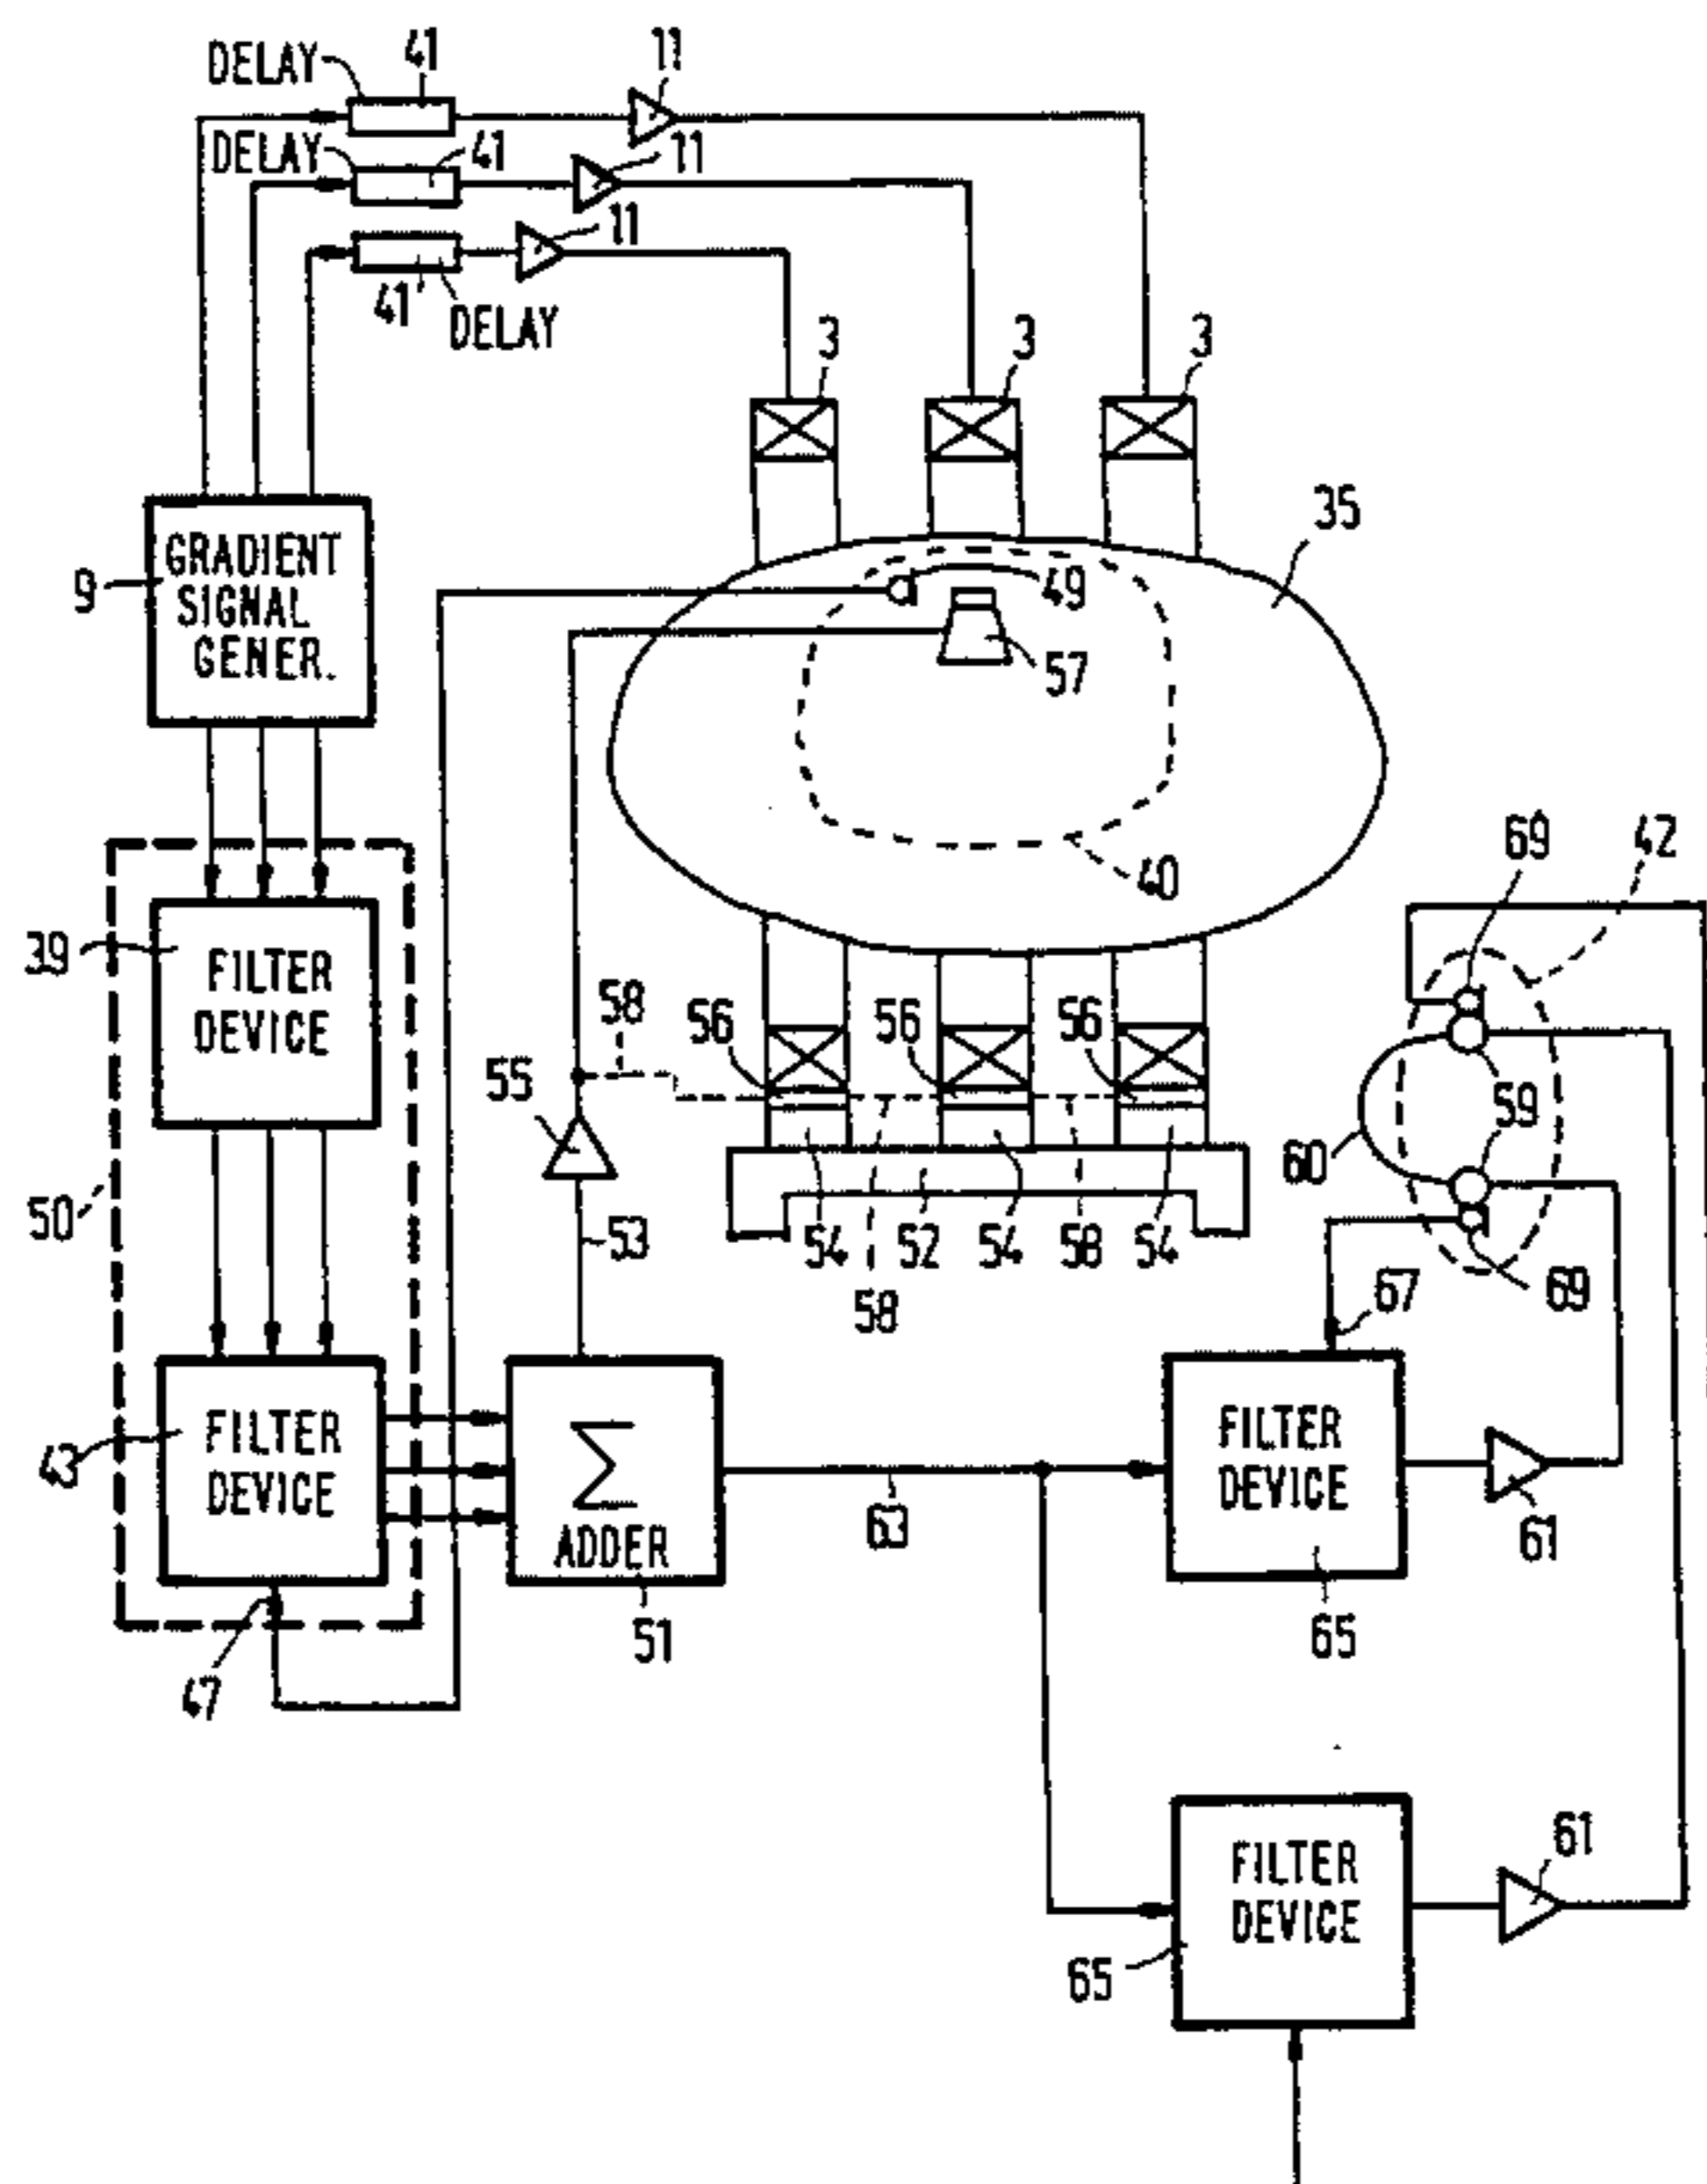 DELAY 41 11
DELAY 41 11
11
41 DELAY
3 3 3
35
9 GRADIENT
SIGNAL
GENER.
49
57
40
69 42
39 FILTER
DEVICE
58
56 56 56
55
59
60 59
50
53 54 52 54 58 54
58
67 69
43 FILTER
DEVICE
Σ
ADDER
51
63
FILTER
DEVICE
65
61
47
FILTER
DEVICE
65
61